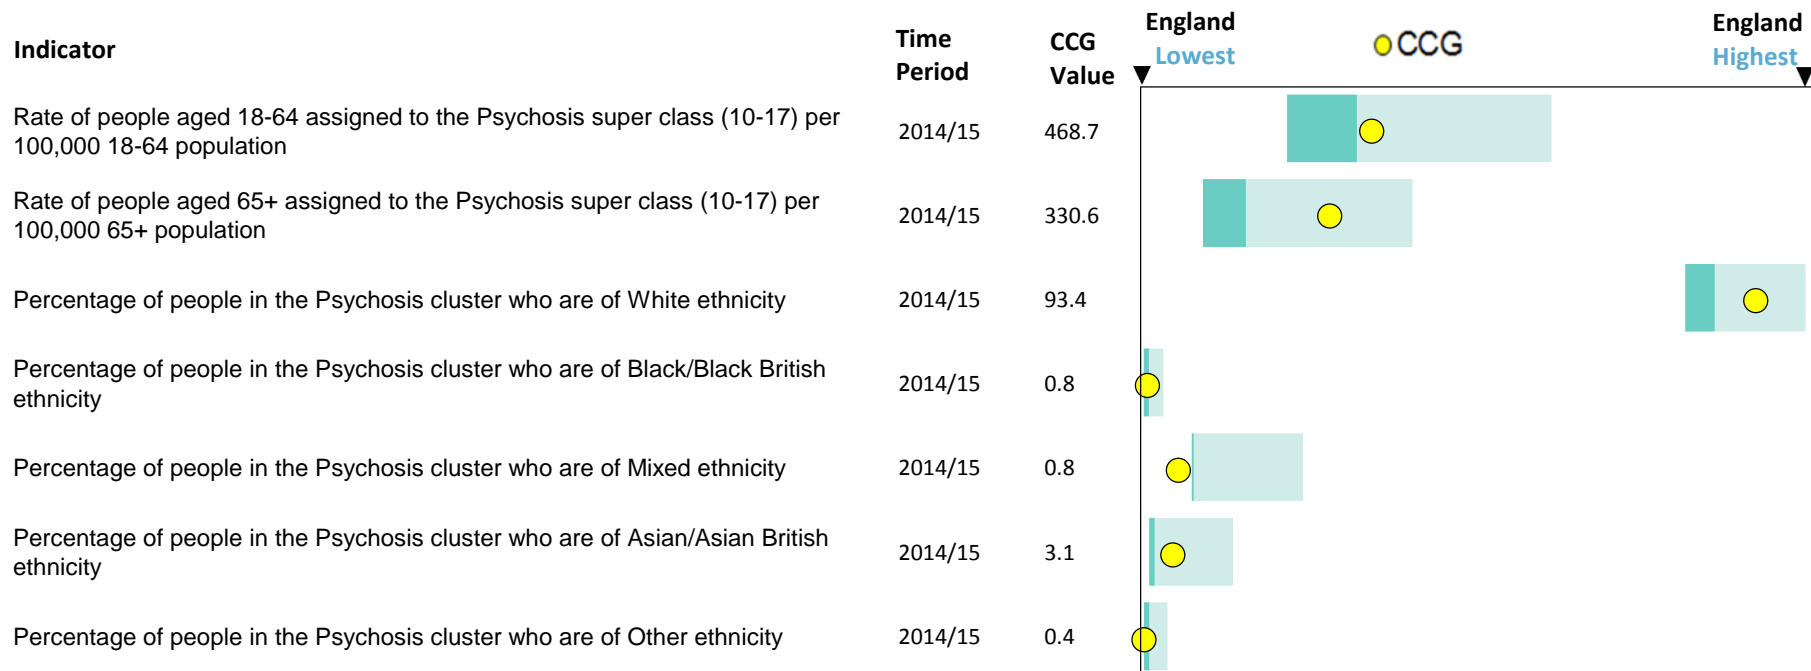 Indicator
Time Period
CCG Value
England Lowest
CCG
England Highest
Rate of people aged 18-64 assigned to the Psychosis super class (10-17) per
100,000 18-64 population
2014/15
468.7
Rate of people aged 65+ assigned to the Psychosis super class (10-17) per
100,000 65+ population
2014/15
330.6
Percentage of people in the Psychosis cluster who are of White ethnicity
2014/15
93.4
Percentage of people in the Psychosis cluster who are of Black/Black British
ethnicity
2014/15
0.8
Percentage of people in the Psychosis cluster who are of Mixed ethnicity
2014/15
0.8
Percentage of people in the Psychosis cluster who are of Asian/Asian British
ethnicity
2014/15
3.1
Percentage of people in the Psychosis cluster who are of Other ethnicity
2014/15
0.4